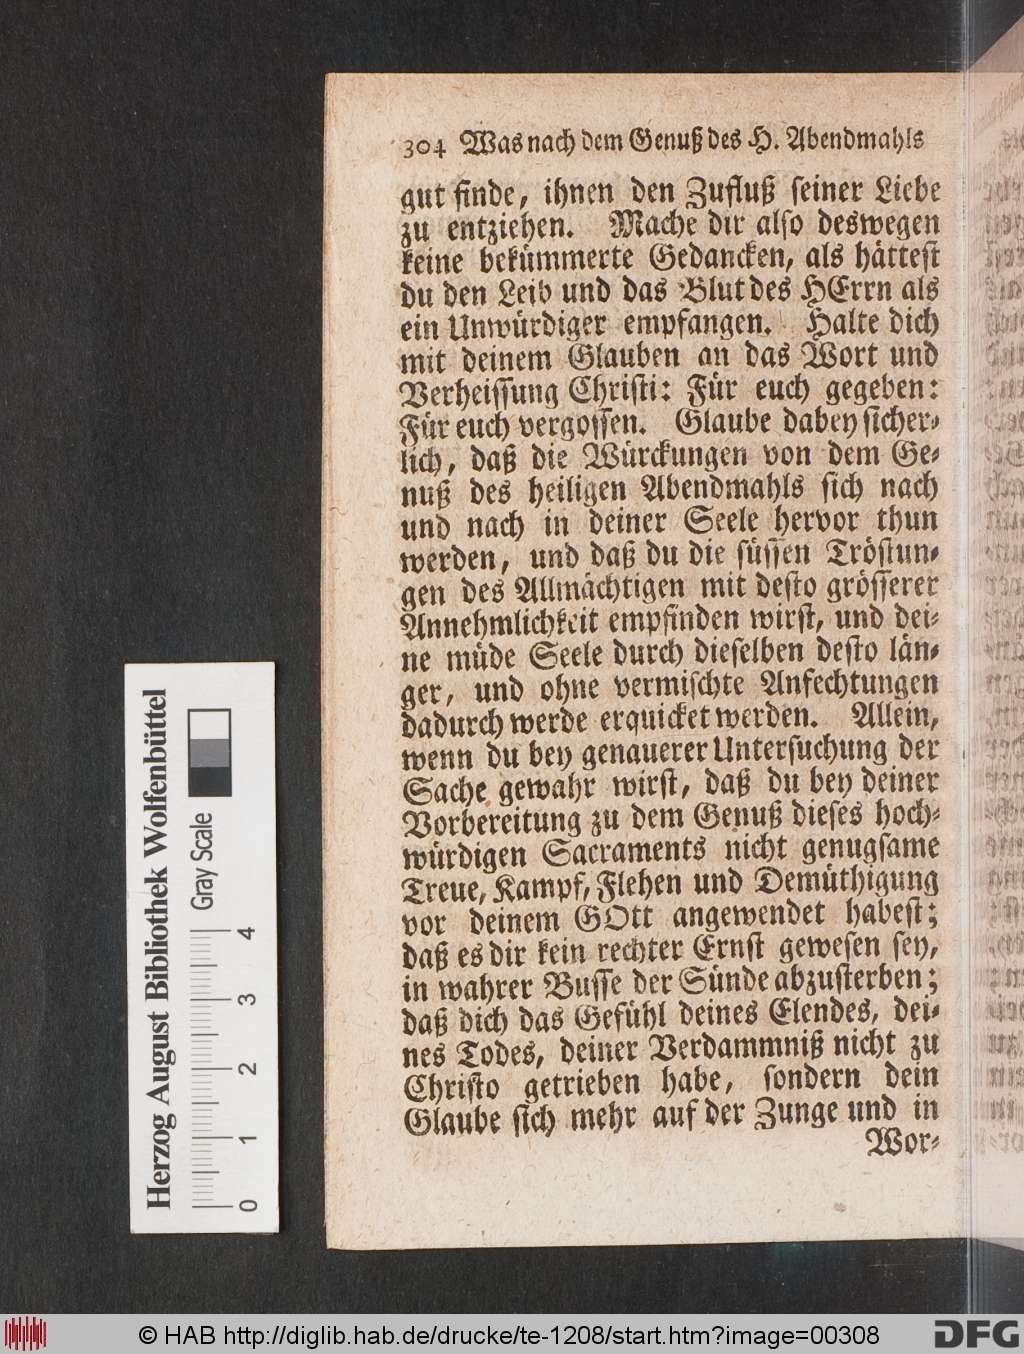 304 Was nach dem Genuß des H. Abendmahls
gut finde, ihnen den Zufluß seiner Liebe
zu entziehen. Mache dir also deswegen
keine bekümmerte Gedancken, als hättest
du den Leib und das Blut des HErrn als
ein Unwürdiger empfangen. Halte dich
mit deinem Glauben an das Wort und
Verheissung Christi: Für euch gegeben:
Für euch vergossen. Glaube dabey sicher-
lich, daß die Würckungen von dem Ge-
nuß des heiligen Abendmahls sich nach
und nach in deiner Seele hervor thun
werden, und daß du die süssen Tröstun-
gen des Allmächtigen mit desto grösserer
Annehmlichkeit empfinden wirst, und dei-
ne müde Seele durch dieselben desto län-
ger, und ohne vermischte Anfechtungen
dadurch werde erquicket werden. Allein,
wenn du bey genauerer Untersuchung der
Sache gewahr wirst, daß du bey deiner
Vorbereitung zu dem Genuß dieses hoch-
würdigen Sacraments nicht genugsame
Treue, Kampf, Flehen und Demüthigung
vor deinem GOtt angewendet habest;
daß es dir kein rechter Ernst gewesen sey,
in wahrer Busse der Sünde abzusterben;
daß dich das Gefühl deines Elendes, dei-
nes Todes, deiner Verdammniß nicht zu
Christo getrieben habe, sondern dein
Glaube sich mehr auf der Zunge und in
Wor-
Herzog August Bibliothek Wolfenbüttel
Gray Scale
0 1 2 3 4
© HAB http://diglib.hab.de/drucke/te-1208/start.htm?image=00308
DFG